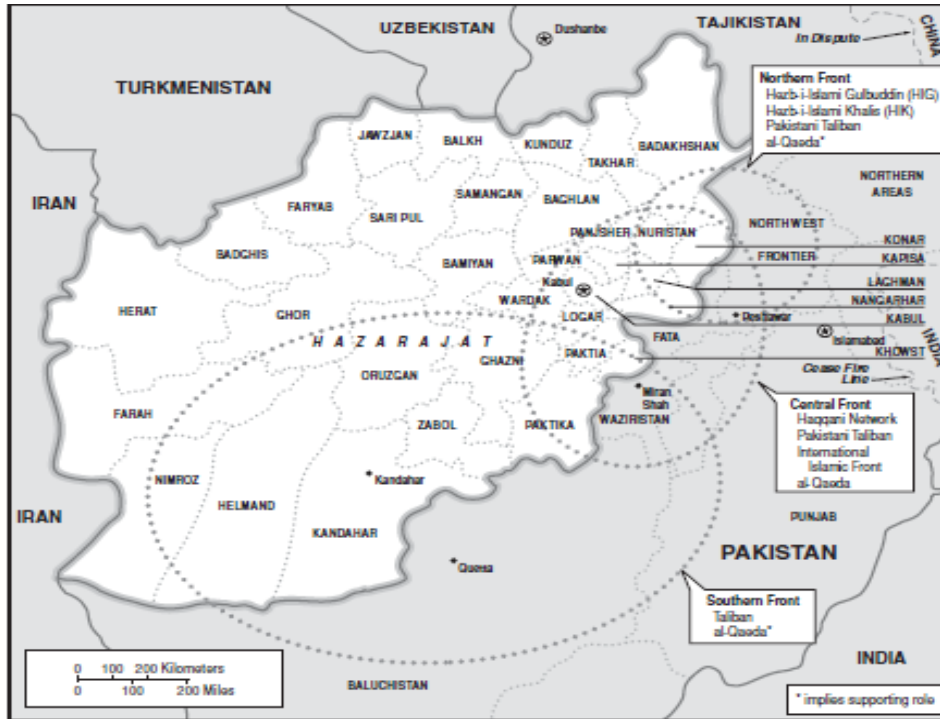 UZBEKISTAN
TAJIKISTAN
CHINA
Dushanbe
In Dispute
TURKMENISTAN
Northern Front
Hezb-i-Islami Gulbuddin (HIG)
Hezb-i-Islami Khalis (HIK)
Pakistani Taliban
al-Qaeda*
JAWZJAN
BALKH
KUNDUZ
TAKHAR
BADAKHSHAN
NORTHERN
AREAS
IRAN
FARYAB
SARI PUL
SAMANGAN
BAGHLAN
PANJSHER
NURISTAN
NORTHWEST
FRONTIER
KONAR
KAPISA
BADGHIS
BAMIYAN
PARWAN
Kabul
LAGHMAN
NANGARHAR
KABUL
HERAT
GHOR
WARDAK
LOGAR
FATA
* Peshawar
Islamabad
INDIA
HAZARAJAT
GHAZNI
PAKTIA
KHOWST
Cease Fire
Line
ORUZGAN
* Miran
Shah
WAZIRISTAN
FARAH
ZABOL
PAKTIKA
Central Front
Haqqani Network
Pakistani Taliban
International
Islamic Front
al-Qaeda
NIMROZ
HELMAND
* Kandahar
KANDAHAR
IRAN
PUNJAB
PAKISTAN
Southern Front
Taliban
al-Qaeda*
INDIA
BALUCHISTAN
0 100 200 Kilometers
0 100 200 Miles
* implies supporting role